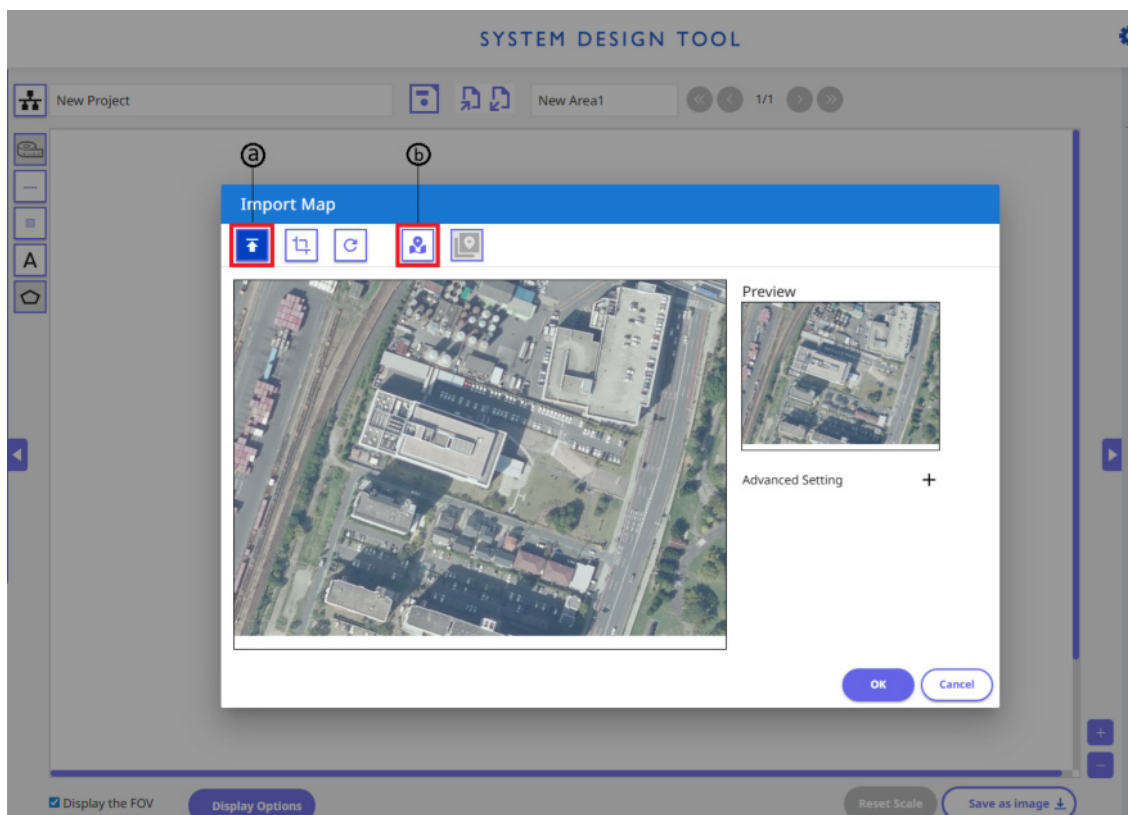 SYSTEM DESIGN TOOL
New Project
New Area1
1/1
ⓐ
ⓑ
Import Map
A
Preview
Advanced Setting
OK
Cancel
Display the FOV
Display Options
Reset Scale
Save as image